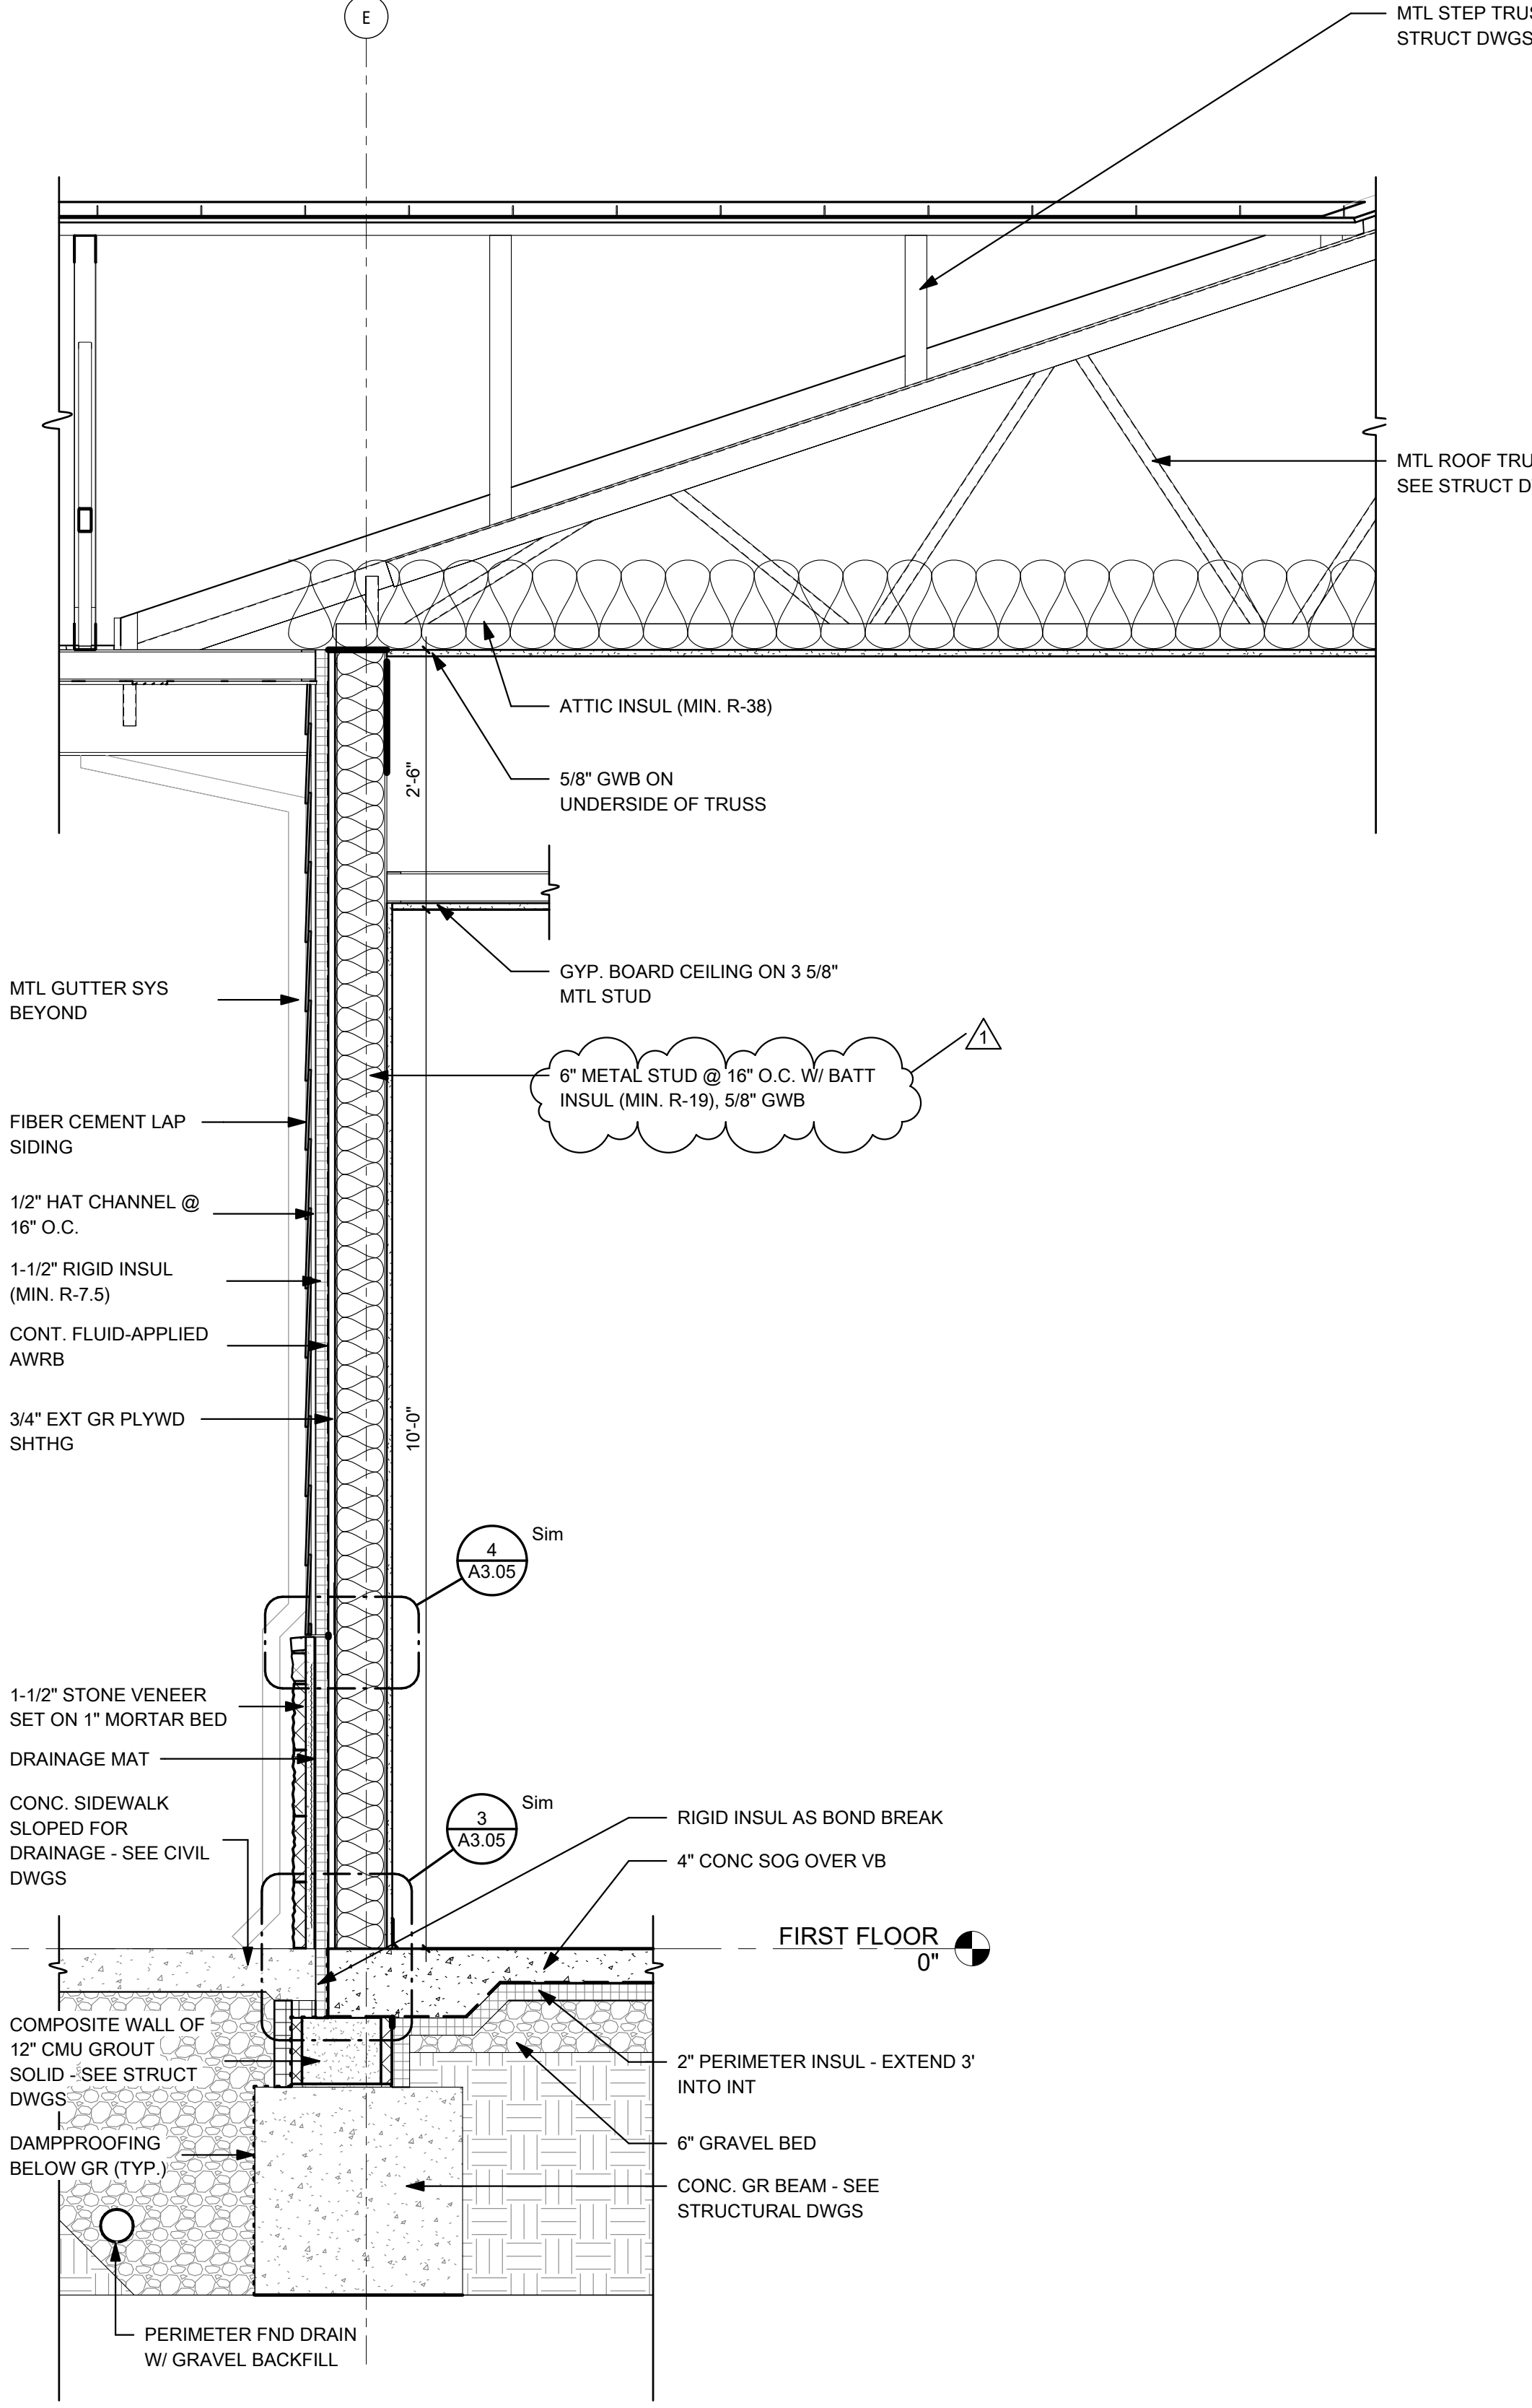 E
MTL STEP
STRUCT DWGS
MTL ROOF
SEE STRUCT
ATTIC INSUL (MIN. R-38)
2'-6"
5/8" GWB ON
UNDERSIDE OF TRUSS
GYP. BOARD CEILING ON 3 5/8"
MTL STUD
MTL GUTTER SYS
BEYOND
1
6" METAL STUD @ 16" O.C. W/ BATT
INSUL (MIN. R-19), 5/8" GWB
FIBER CEMENT LAP
SIDING
1/2" HAT CHANNEL @
16" O.C.
1-1/2" RIGID INSUL
(MIN. R-7.5)
CONT. FLUID-APPLIED
AWRB
3/4" EXT GR PLYWD
SHTHG
10'-0"
4
A3.05
Sim
1-1/2" STONE VENEER
SET ON 1" MORTAR BED
DRAINAGE MAT
CONC. SIDEWALK
SLOPED FOR
DRAINAGE - SEE CIVIL
DWGS
3
A3.05
Sim
RIGID INSUL AS BOND BREAK
4" CONC SOG OVER VB
FIRST FLOOR
0"
COMPOSITE WALL OF
12" CMU GROUT
SOLID - SEE STRUCT
DWGS
2" PERIMETER INSUL - EXTEND 3'
INTO INT
DAMPPROOFING
BELOW GR (TYP.)
6" GRAVEL BED
CONC. GR BEAM - SEE
STRUCTURAL DWGS
PERIMETER FND DRAIN
W/ GRAVEL BACKFILL